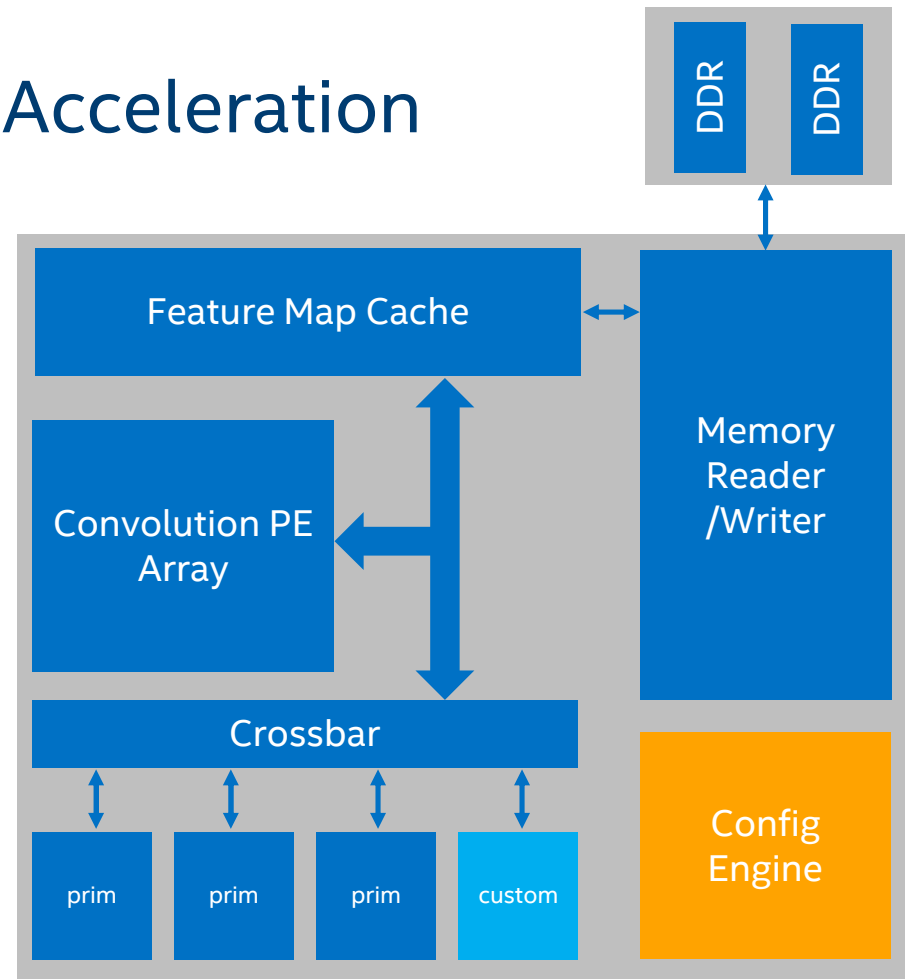 Acceleration
DDR
DDR
Feature Map Cache
Memory
Reader
/Writer
Convolution PE
Array
Crossbar
prim
prim
prim
custom
Config
Engine